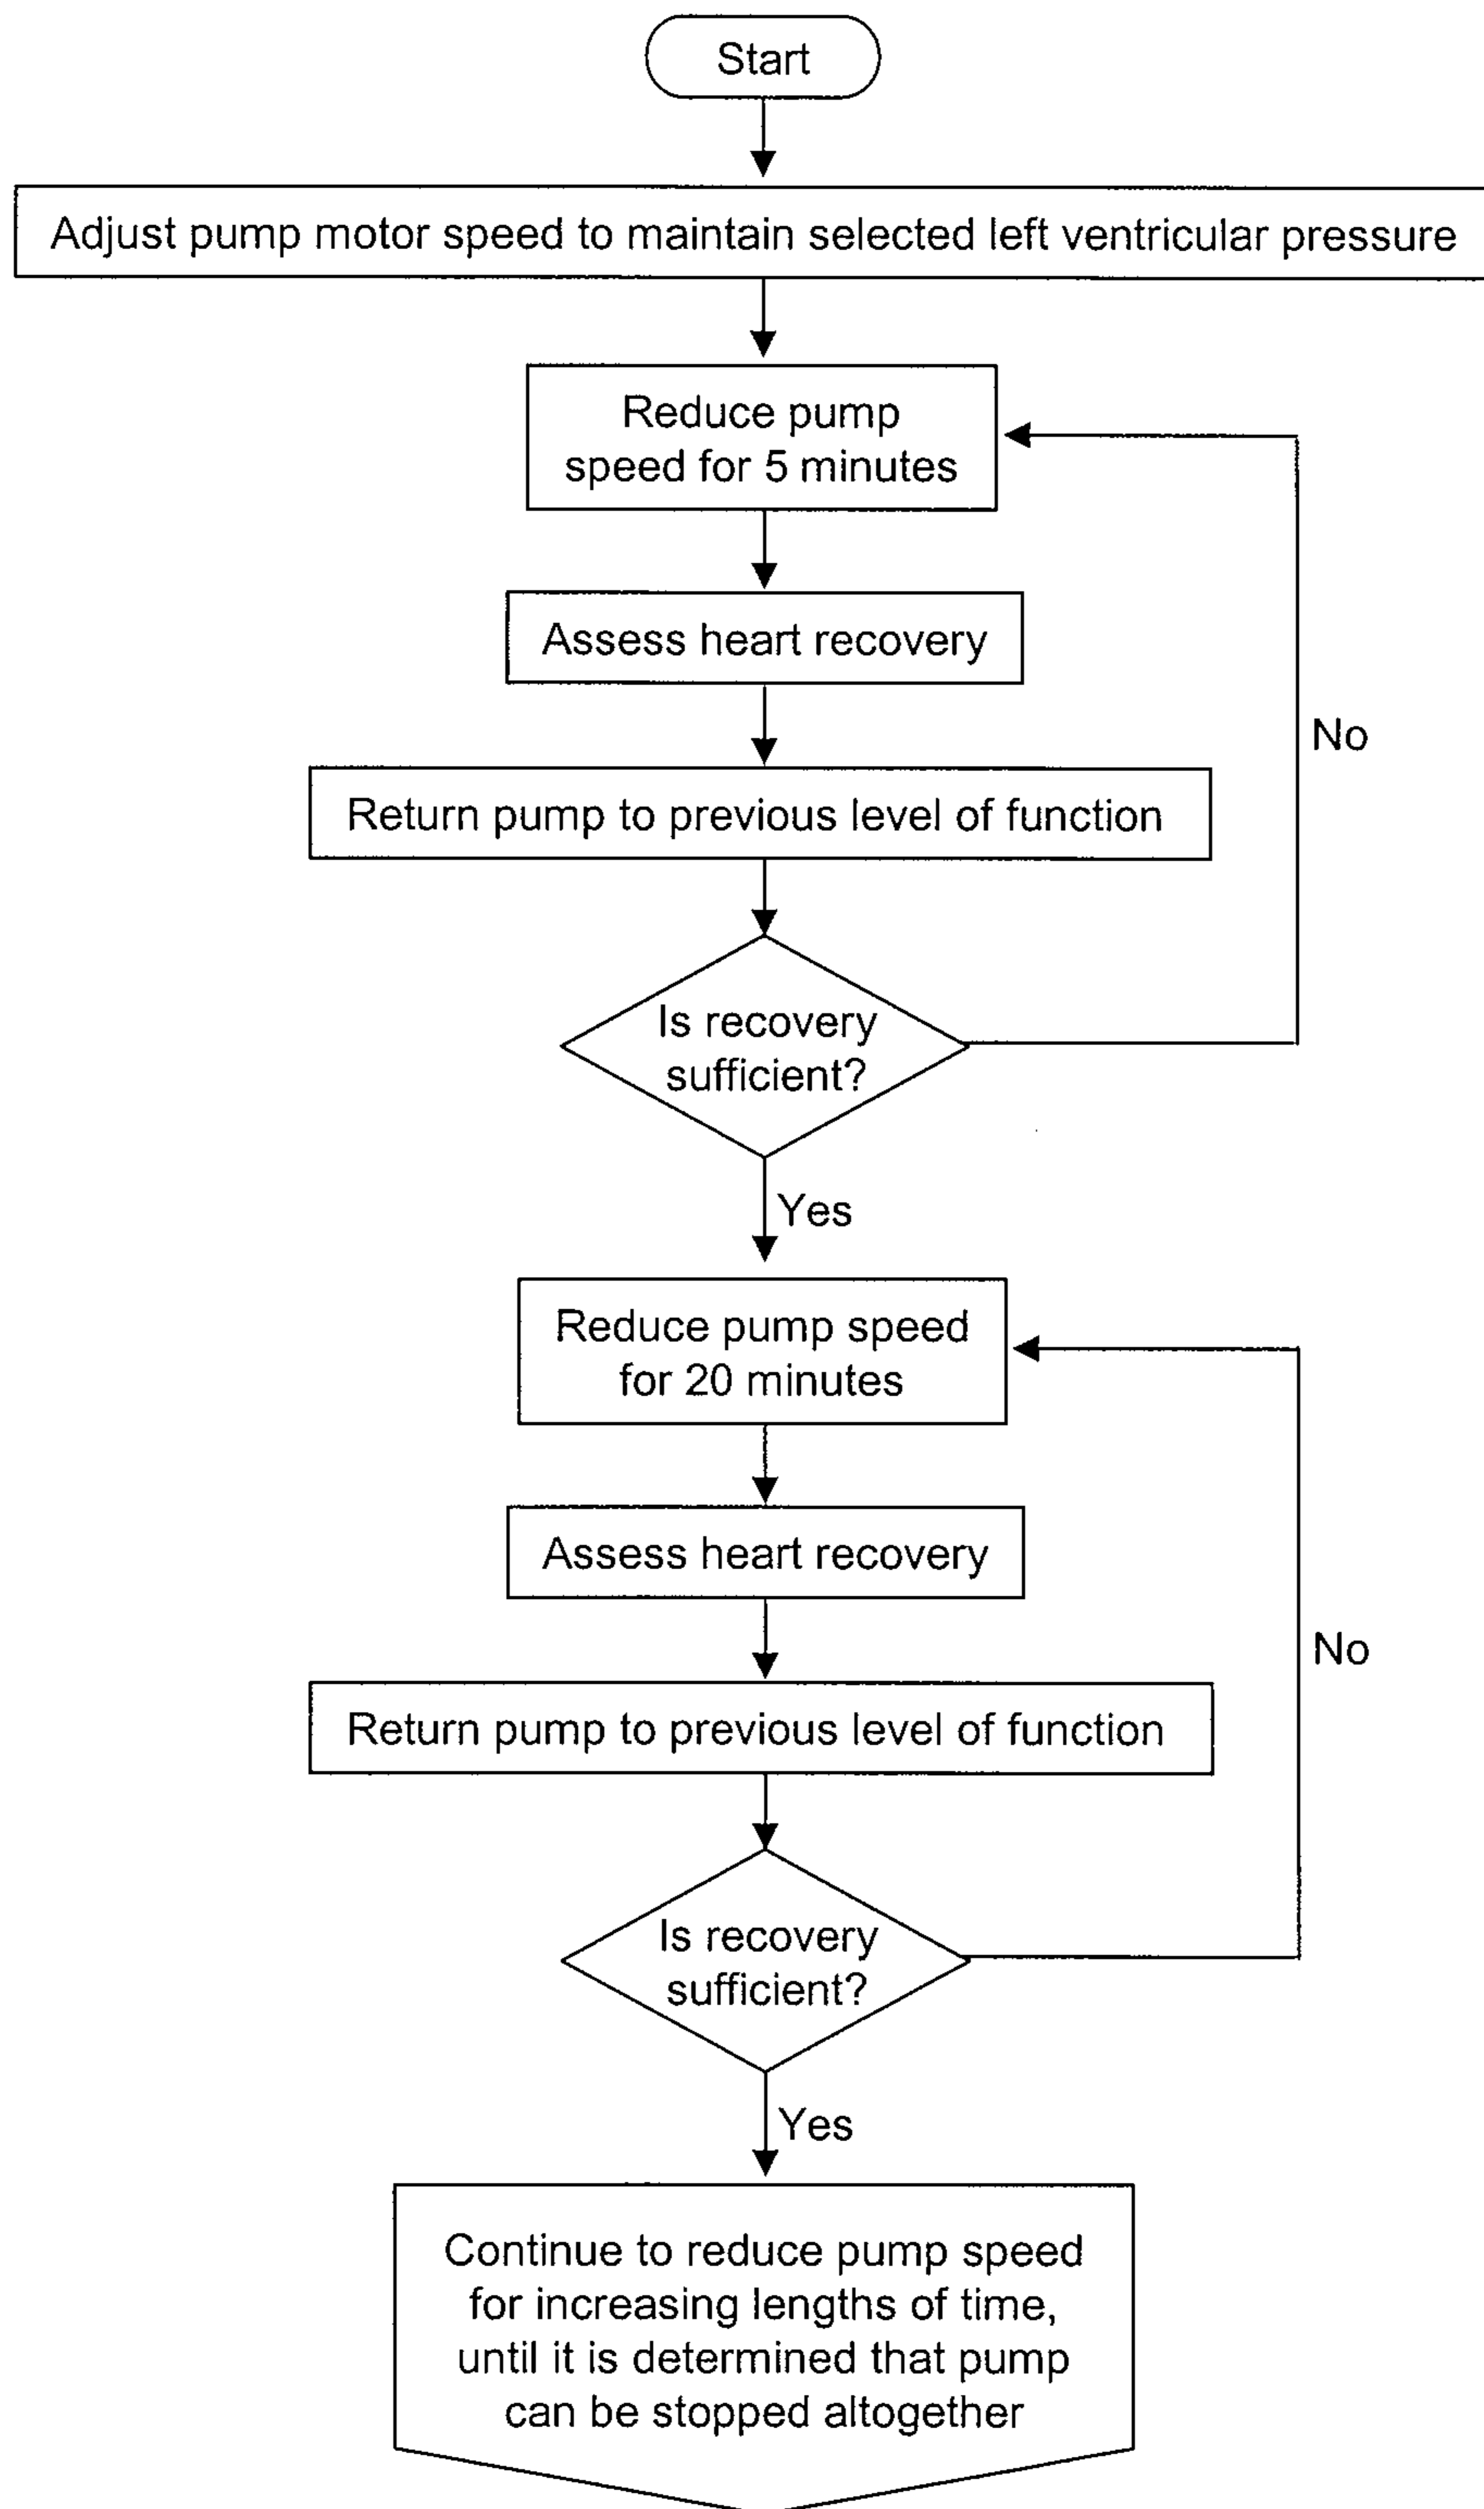 Start
Adjust pump motor speed to maintain selected left ventricular pressure
Reduce pump
speed for 5 minutes
Assess heart recovery
No
Return pump to previous level of function
Is recovery
sufficient?
Yes
Reduce pump speed
for 20 minutes
Assess heart recovery
No
Return pump to previous level of function
Is recovery
sufficient?
Yes
Continue to reduce pump speed
for increasing lengths of time,
until it is determined that pump
can be stopped altogether